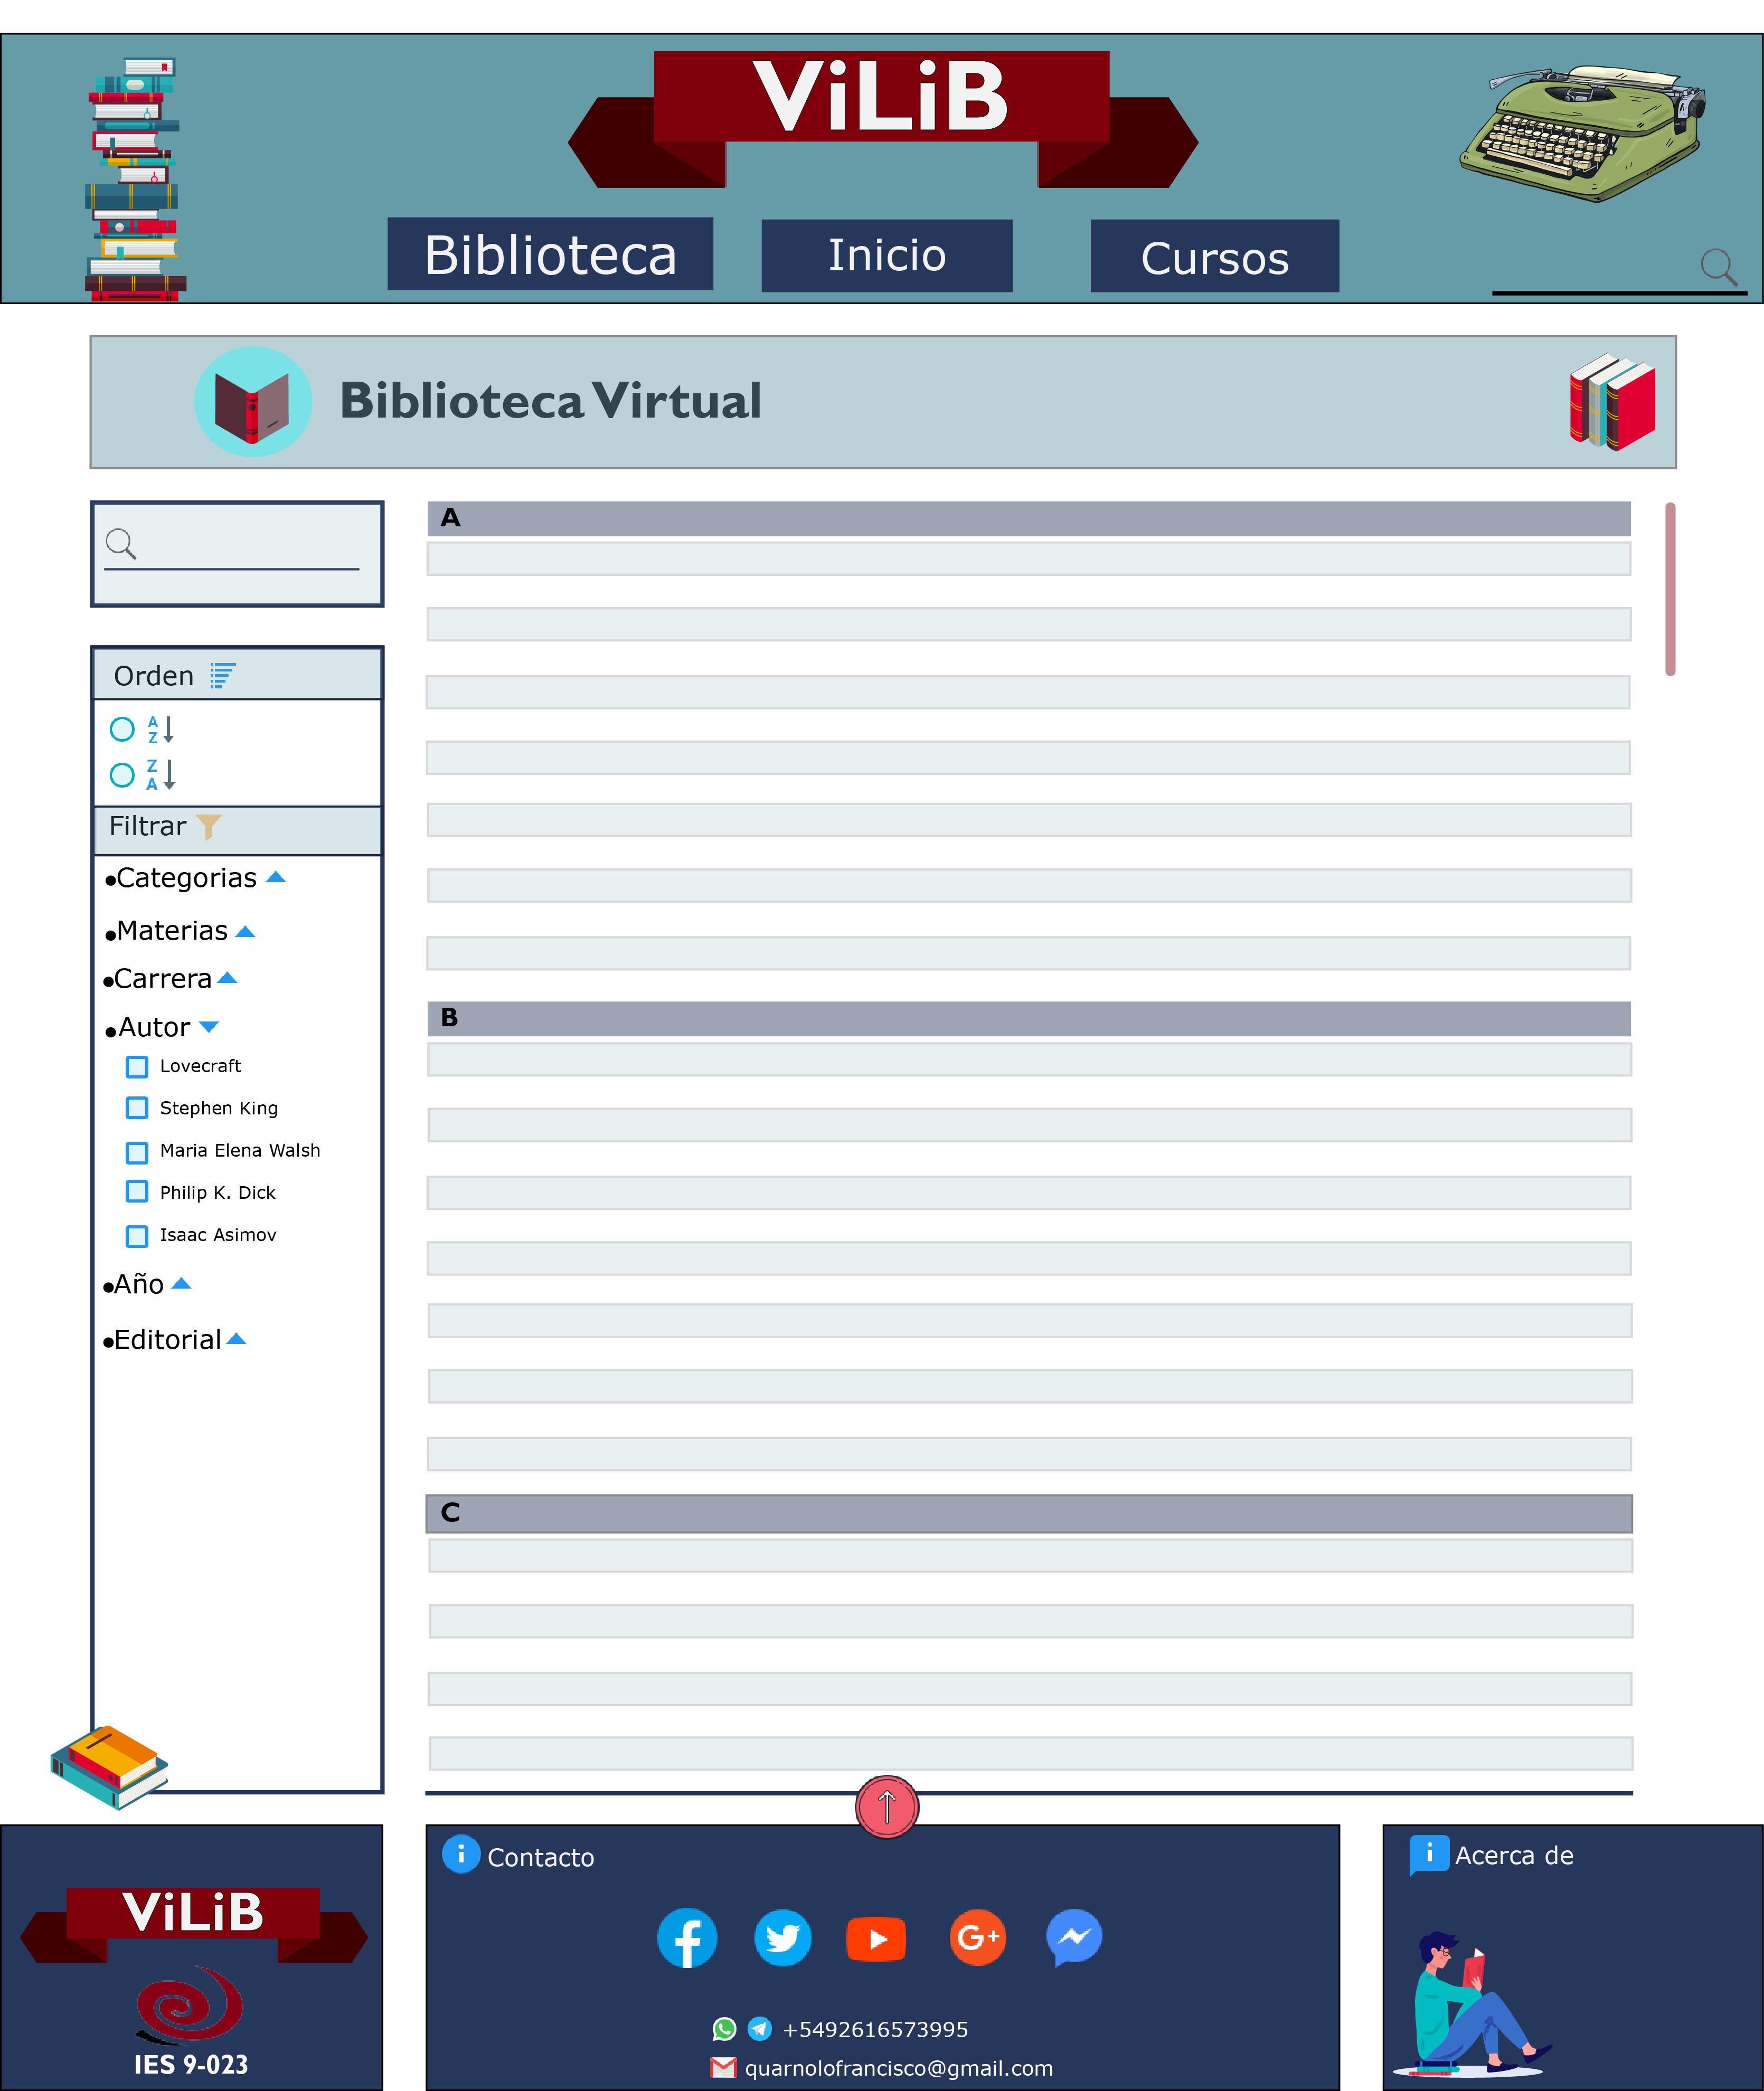 ViLiB
Biblioteca
Inicio
Cursos
Biblioteca Virtual
Orden
A
Z
Z
A
Filtrar
•Categorias
•Materias
•Carrera
•Autor
Lovecraft
Stephen King
Maria Elena Walsh
Philip K. Dick
Isaac Asimov
•Año
•Editorial
A
B
C
ViLiB
IES 9-023
i Contacto
G+
+5492616573995
quarnolofrancisco@gmail.com
i Acerca de